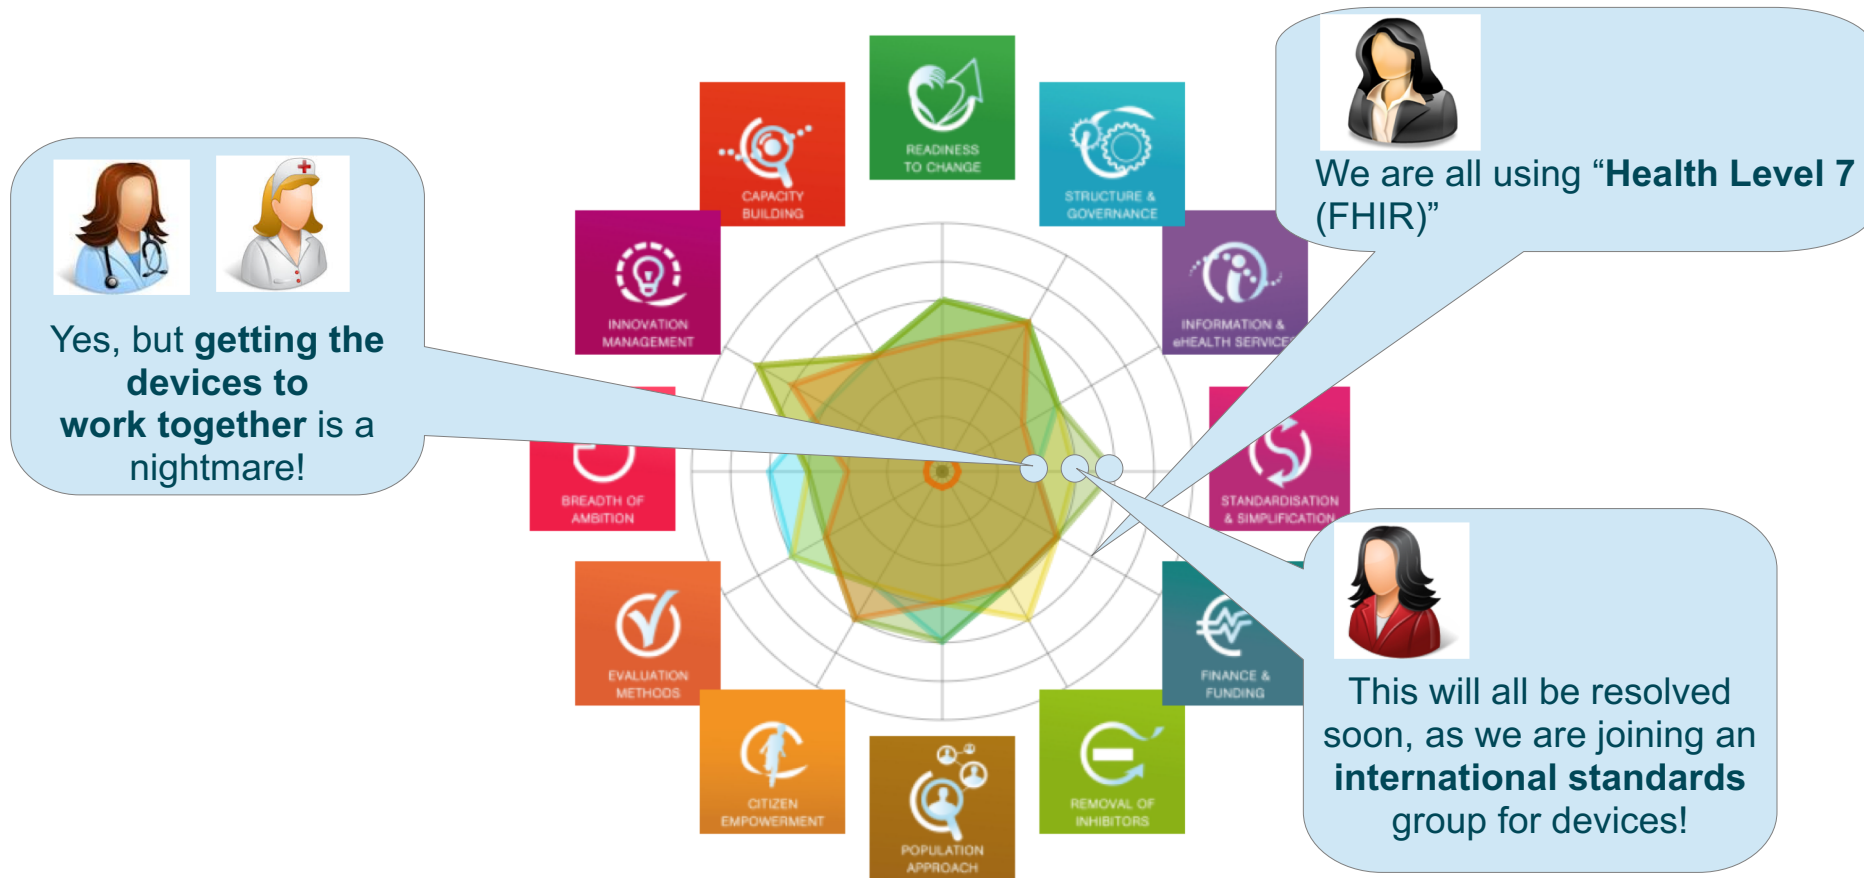 READINESS
TO CHANGE
STRUCTURE &
GOVERNANCE
INFORMATION &
eHEALTH SERVICES
STANDARDISATION
& SIMPLIFICATION
FINANCE &
FUNDING
REMOVAL OF
INHIBITORS
POPULATION
APPROACH
CITIZEN
EMPOWERMENT
EVALUATION
METHODS
BREADTH OF
AMBITION
INNOVATION
MANAGEMENT
CAPACITY
BUILDING
We are all using “Health Level 7
(FHIR)”
Yes, but getting the
devices to
work together is a
nightmare!
This will all be resolved
soon, as we are joining an
international standards
group for devices!